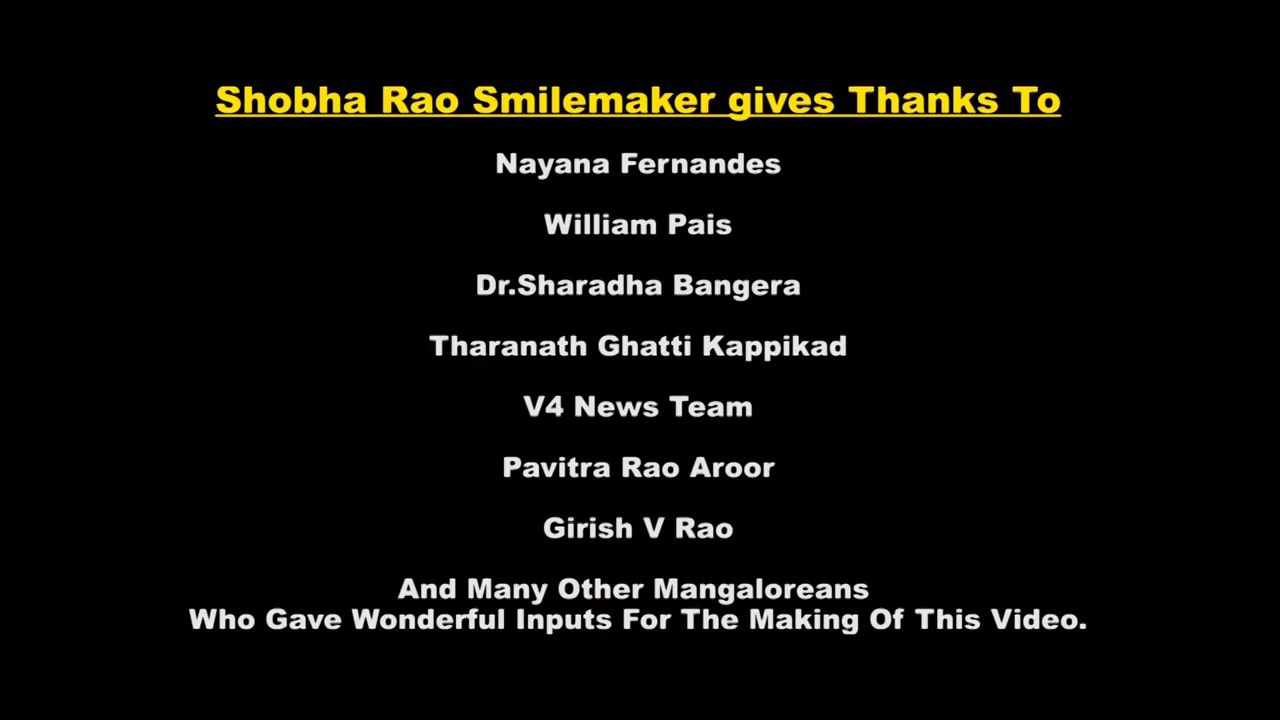 Shobha Rao Smilemaker gives Thanks To
Nayana Fernandes
William Pais
Dr.Sharadha Bangera
Tharanath Ghatti Kappikad
V4 News Team
Pavitra Rao Aroor
Girish V Rao
And Many Other Mangaloreans
Who Gave Wonderful Inputs For The Making Of This Video.